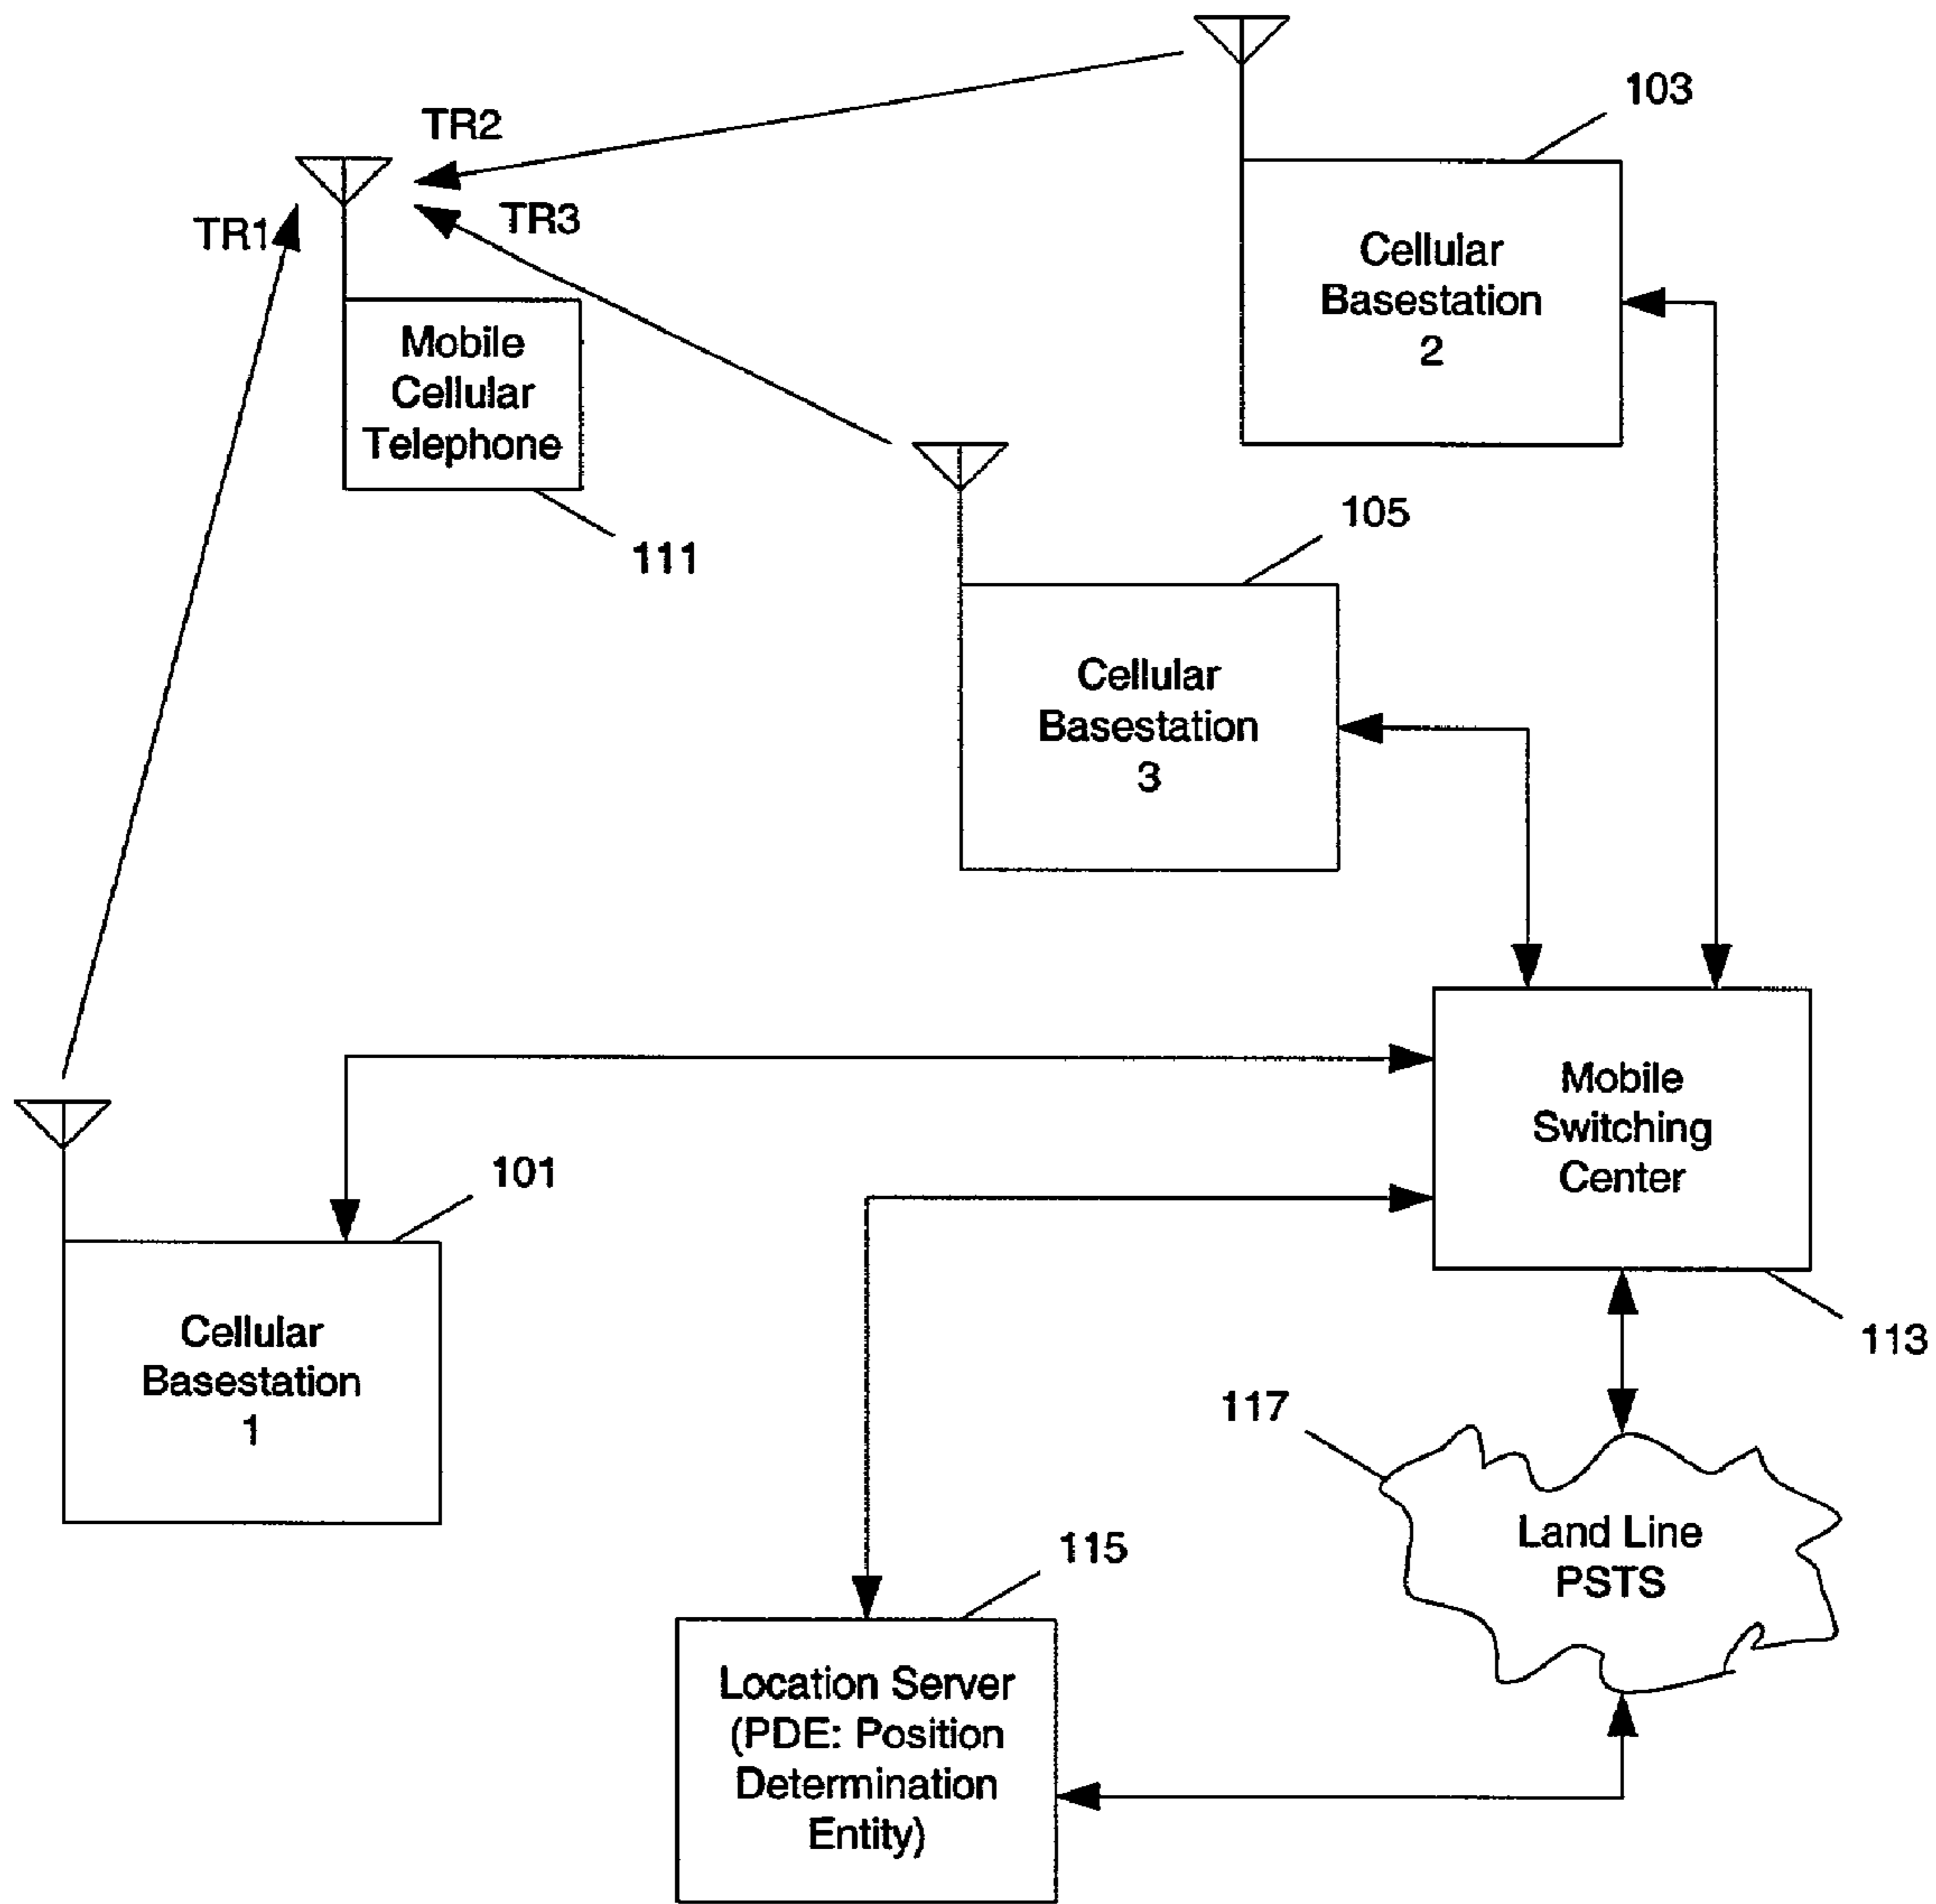 103
TR2
TR1
TR3
Cellular
Basestation
2
Mobile
Cellular
Telephone
111
105
Cellular
Basestation
3
Mobile
Switching
Center
101
113
Cellular
Basestation
1
117
Land Line
PSTS
115
Location Server
(PDE: Position
Determination
Entity)